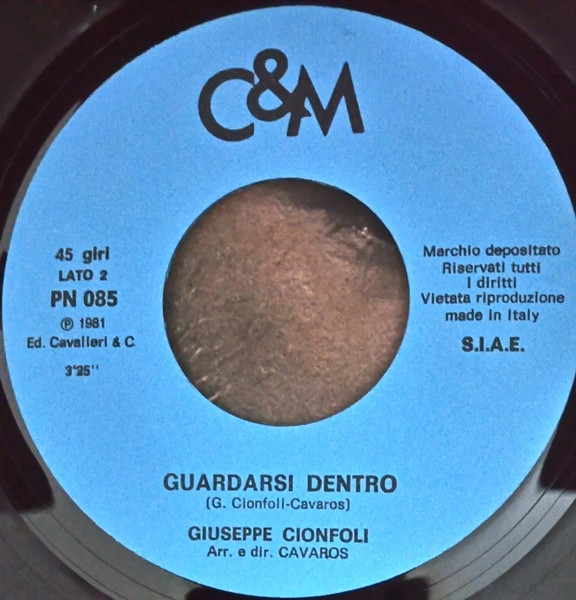 C&M
45 giri
LATO 2
PN 085
℗ 1981
Ed. Cavalieri & C.
3'25''
Marchio depositato
Riservati tutti
I diritti
Vietata riproduzione
made in Italy
S.I.A.E.
GUARDARSI DENTRO
(G. Cionfoli-Cavaros)
GIUSEPPE CIONFOLI
Arr. e dir. CAVAROS